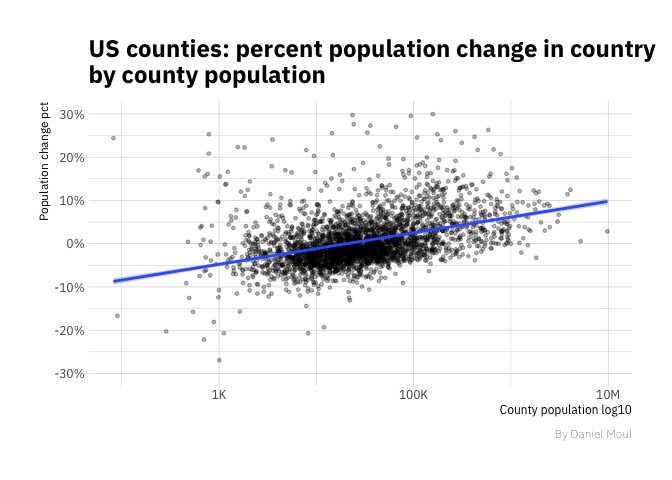 US counties: percent population change in country
by county population
Population change pct
30%
20%
10%
0%
-10%
-20%
-30%
1K
100K
10M
County population log10
By Daniel Moul